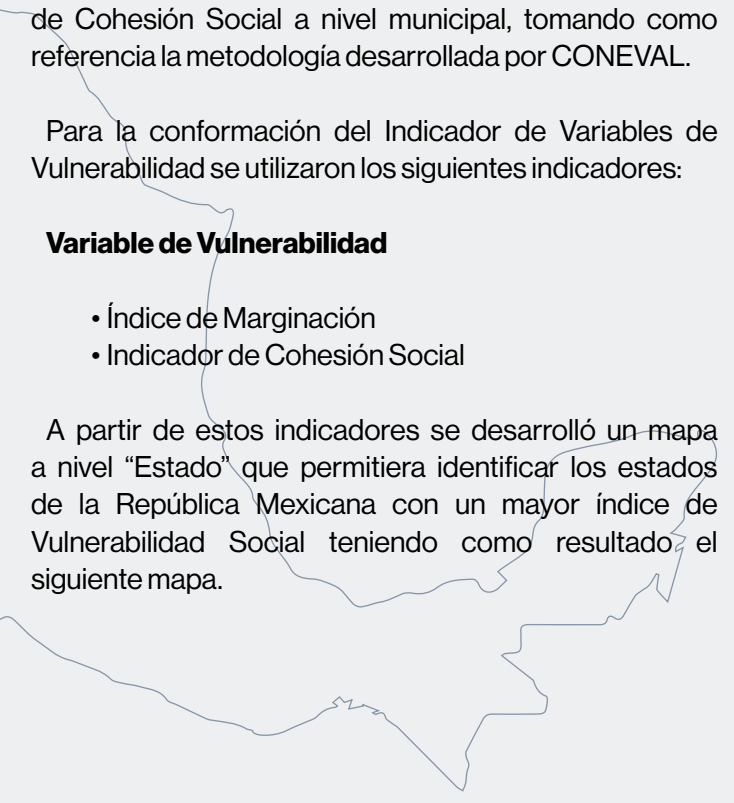 de Cohesión Social a nivel municipal, tomando como
referencia la metodología desarrollada por CONEVAL.
Para la conformación del Indicador de Variables de
Vulnerabilidad se utilizaron los siguientes indicadores:
Variable de Vulnerabilidad
• Índice de Marginación
• Indicador de Cohesión Social
A partir de estos indicadores se desarrolló un mapa
a nivel “Estado” que permitiera identificar los estados
de la República Mexicana con un mayor índice de
Vulnerabilidad Social teniendo como resultado el
siguiente mapa.